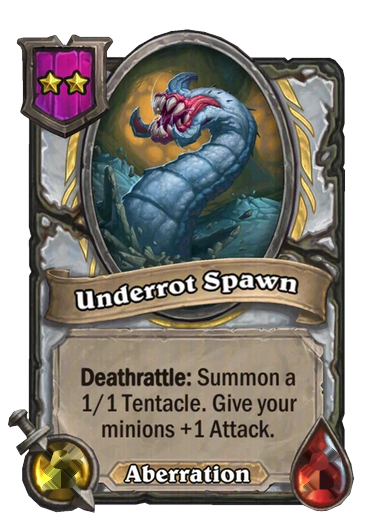 Underrot Spawn
Deathrattle: Summon a
1/1 Tentacle. Give your
minions +1 Attack.
Aberration